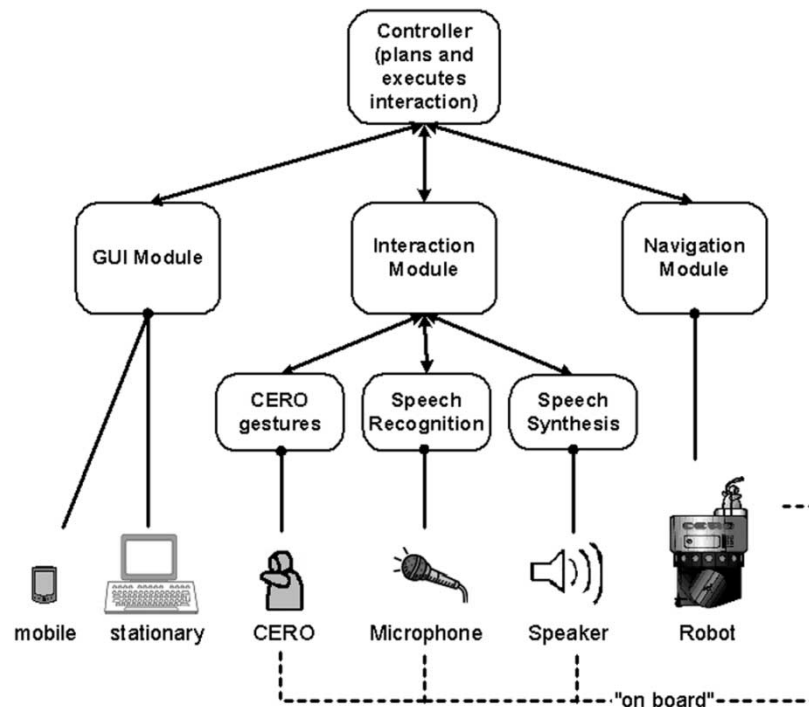 Controller
(plans and
executes
interaction)
GUI Module
Interaction
Module
Navigation
Module
CERO
gestures
Speech
Recognition
Speech
Synthesis
CERO
mobile
stationary
CERO
Microphone
Speaker
Robot
"on board"